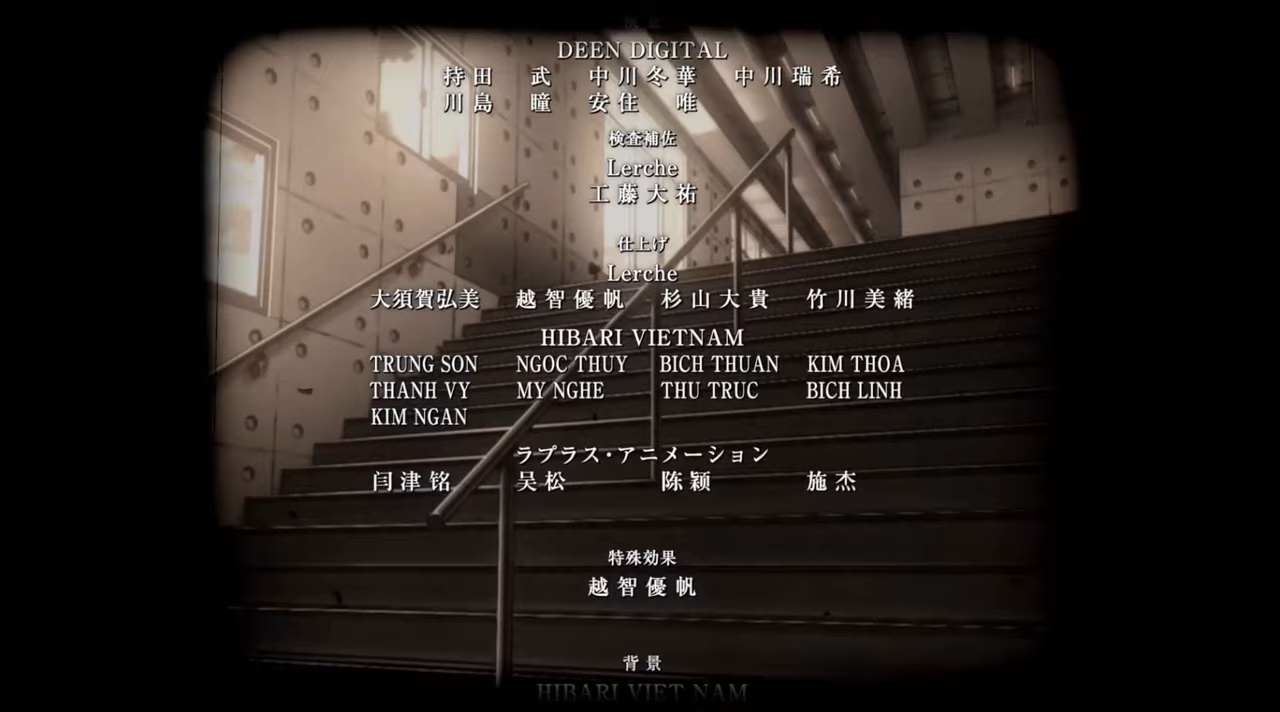 DEEN DIGITAL
持田　武　中川冬華　中川瑞希
川島　瞳　安住　唯
検査補佐
Lerche
工藤大祐
仕上げ
Lerche
大須賀弘美　越智優帆　杉山大貴　竹川美緒
HIBARI VIETNAM
TRUNG SON　NGOC THUY　BICH THUAN　KIM THOA
THANH VY　MY NGHE　THU TRUC　BICH LINH
KIM NGAN
ラプラス・アニメーション
闫津铭　吴松　陈颖　施杰
特殊効果
越智優帆
背景
HIBARI VIET NAM